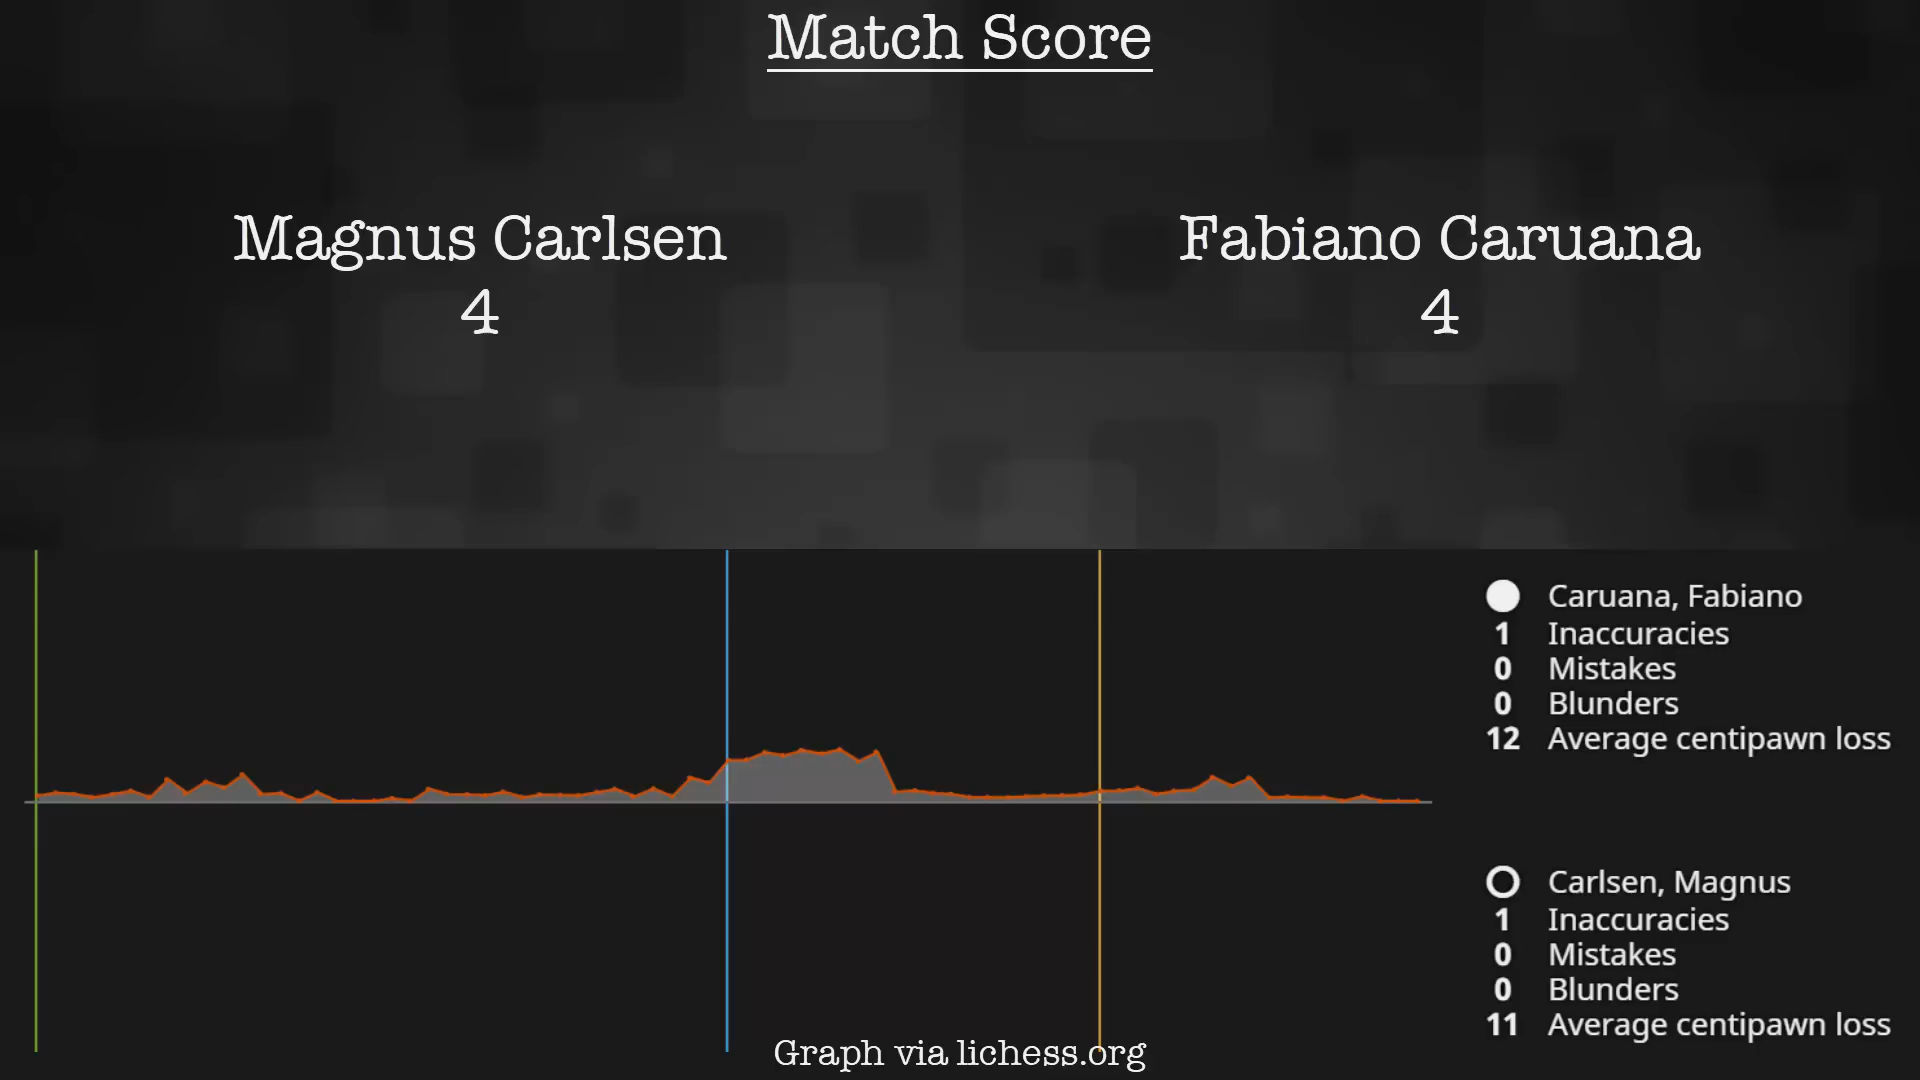 Match Score
Magnus Carlsen
4
Fabiano Caruana
4
Caruana, Fabiano
1 Inaccuracies
0 Mistakes
0 Blunders
12 Average centipawn loss
Carlsen, Magnus
1 Inaccuracies
0 Mistakes
0 Blunders
11 Average centipawn loss
Graph via lichess.org